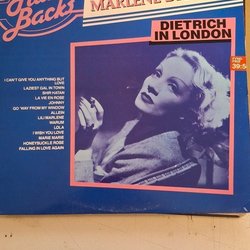 Back
MARLENE
DIETRICH
IN LONDON
I CAN'T GIVE YOU ANYTHING BUT
LAZIEST GAL IN TOWN
SHIR HATAN
LA VIE EN ROSE
JOHNNY
GO 'WAY FROM MY WINDOW
ALLEIN
LILI MARLENE
WARUM
LOLA
I WISH YOU LOVE
MARIE MARIE
HONEYSUCKLE ROSE
FALLING IN LOVE AGAIN